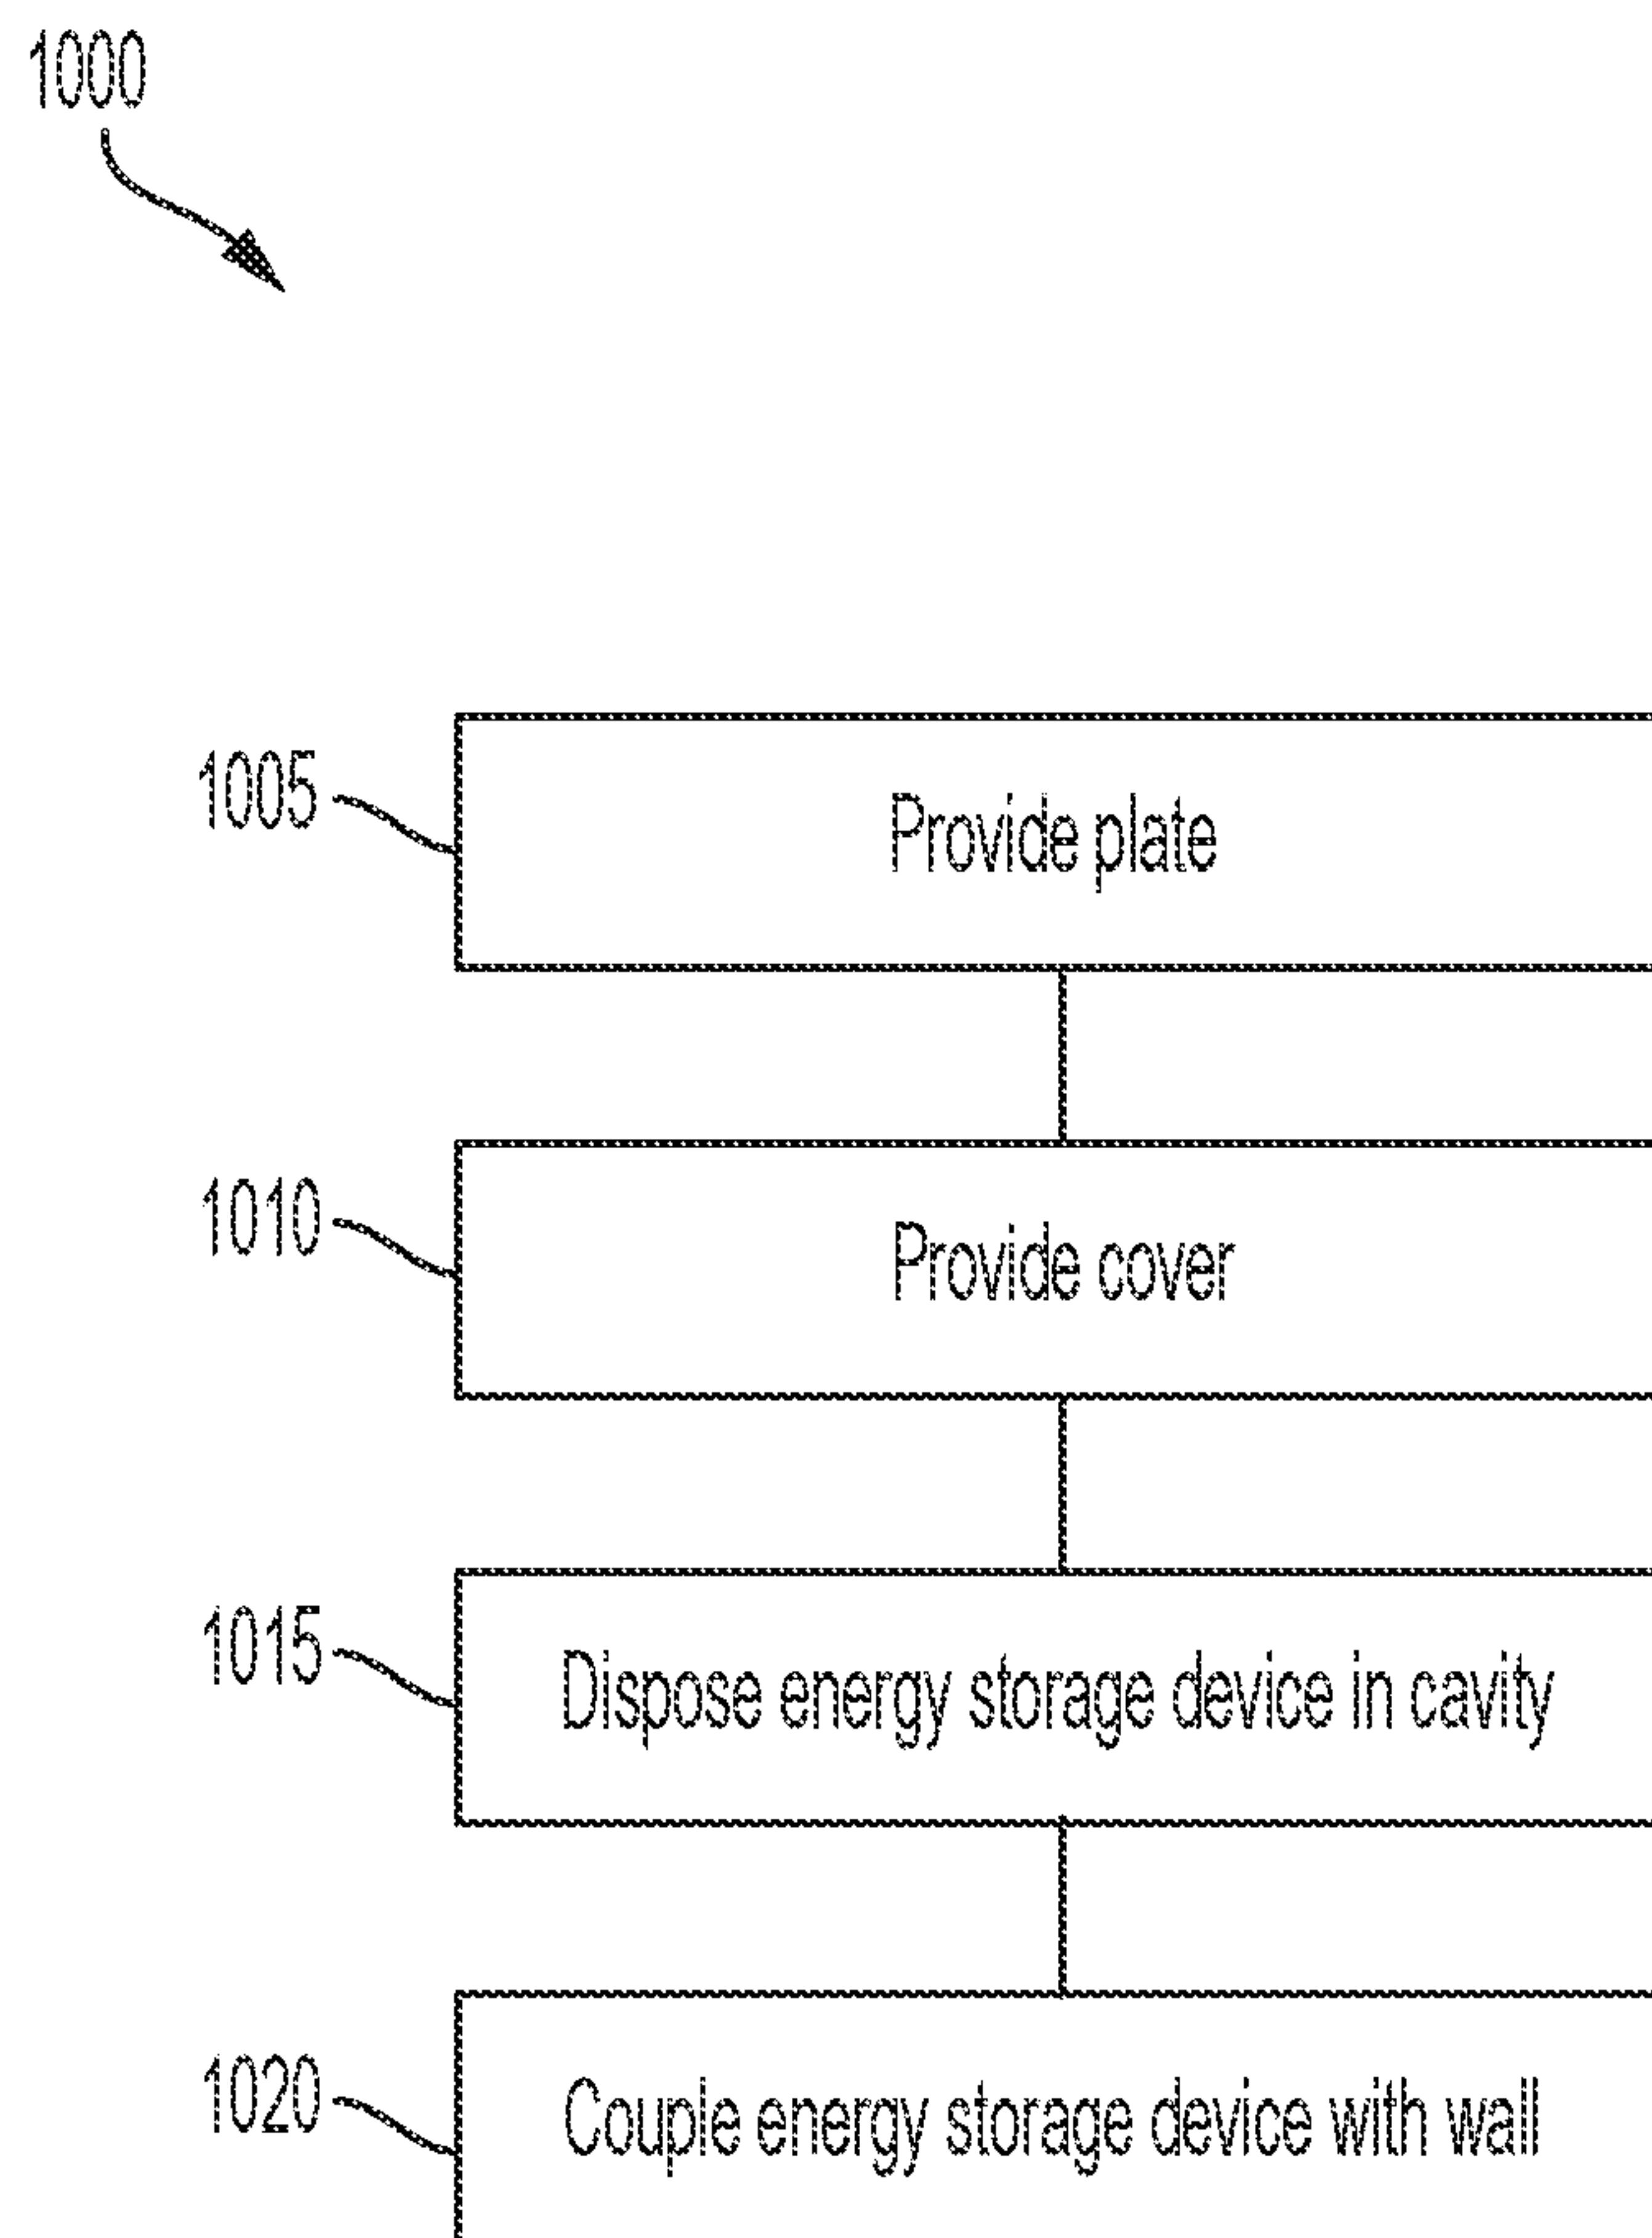 1000
1005
Provide plate
1010
Provide cover
1015
Dispose energy storage device in cavity
1020
Couple energy storage device with wall